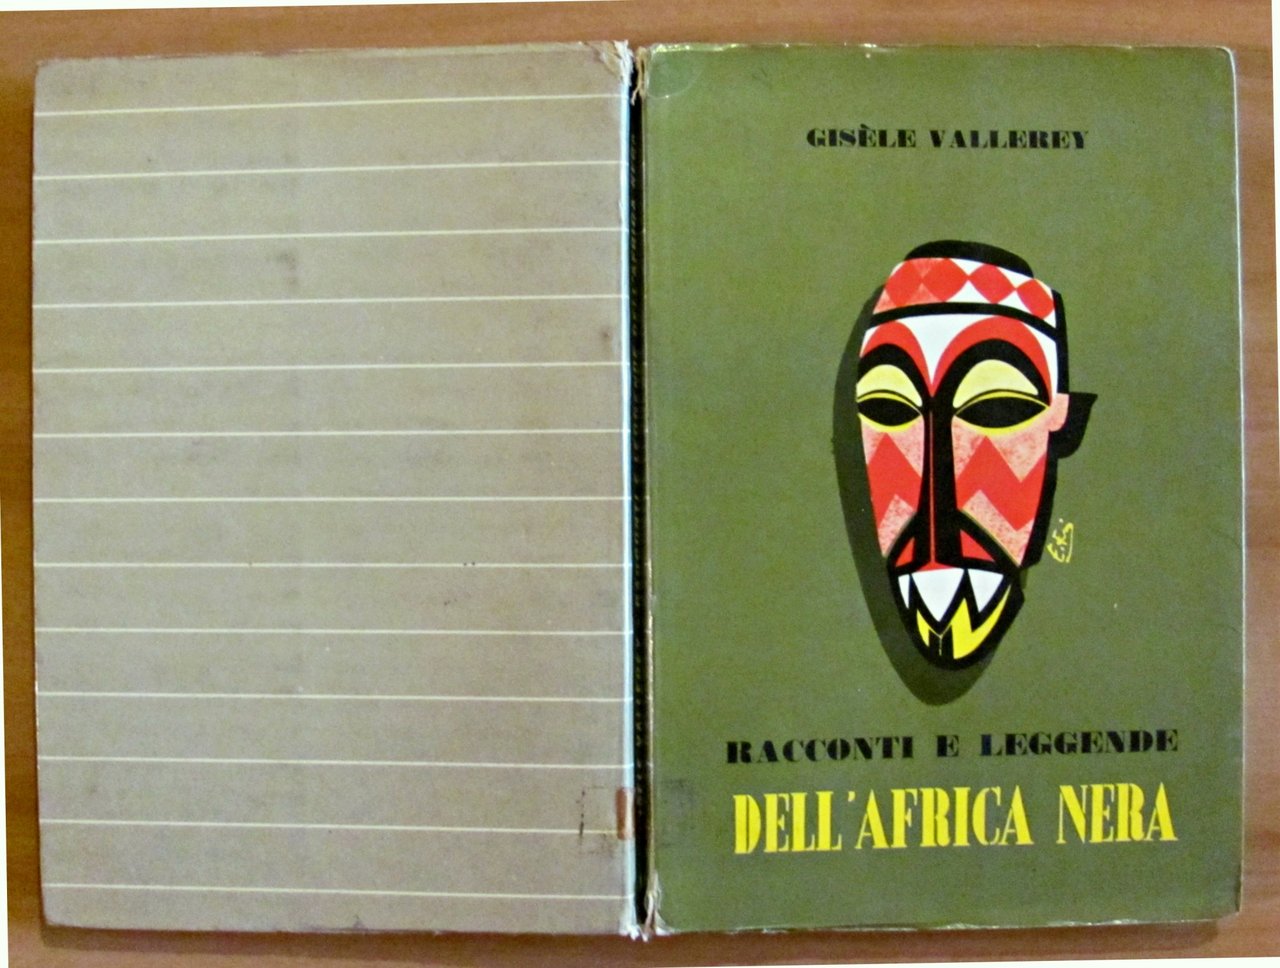 GISÈLE VALLEREY
RACCONTI E LEGGENDE
DELL'AFRICA NERA